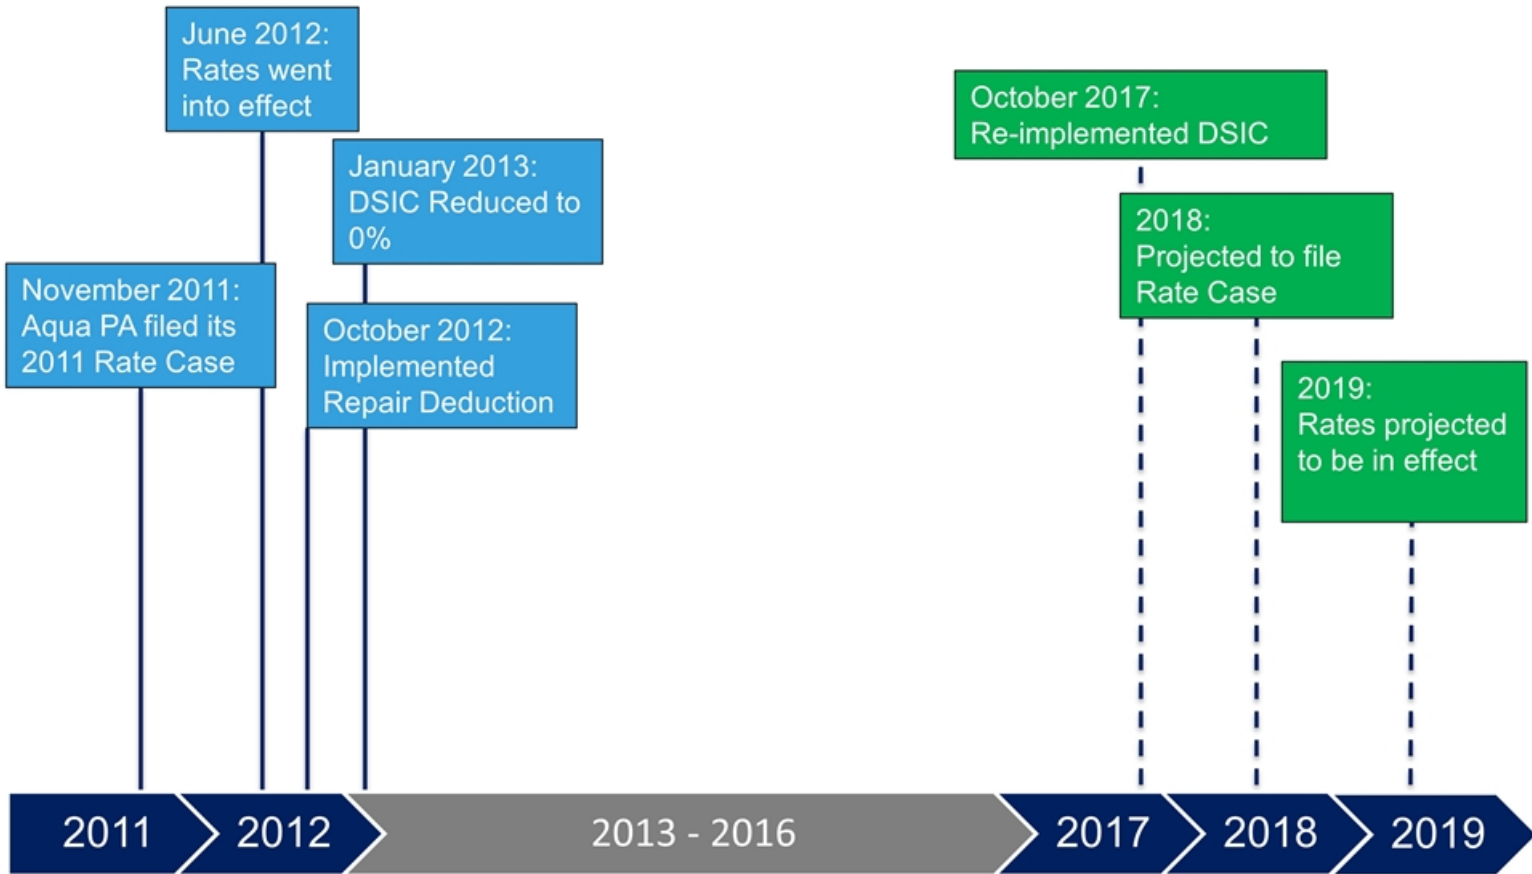 June 2012:
Rates went
into effect
January 2013:
DSIC Reduced to
0%
November 2011:
Aqua PA filed its
2011 Rate Case
October 2012:
Implemented
Repair Deduction
October 2017:
Re-implemented DSIC
2018:
Projected to file
Rate Case
2019:
Rates projected
to be in effect
2011
2012
2013 - 2016
2017
2018
2019